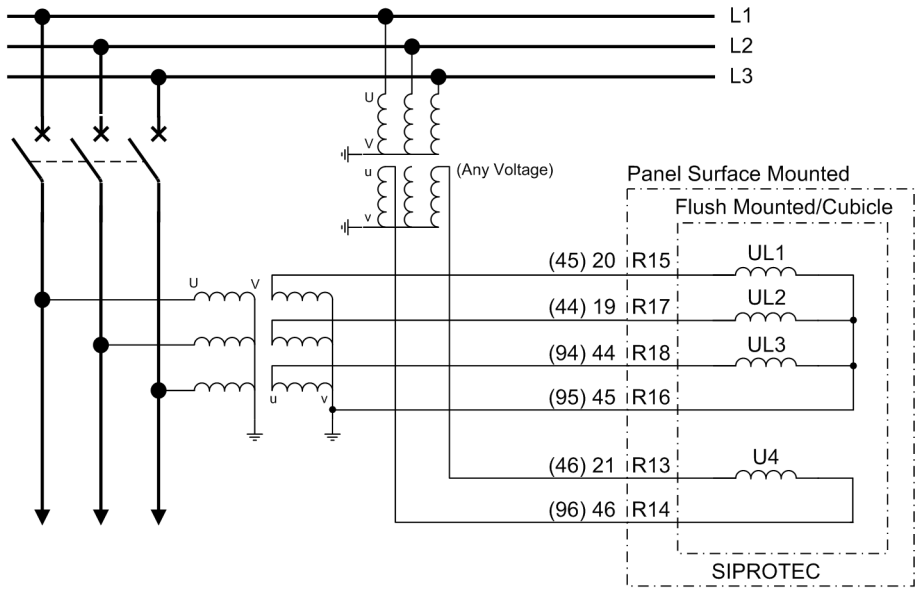 L1
L2
L3
U
V
u
(Any Voltage)
v
Panel Surface Mounted
Flush Mounted/Cubicle
(45) 20 R15 UL1
U V
(44) 19 R17 UL2
(94) 44 R18 UL3
u v
(95) 45 R16
(46) 21 R13 U4
(96) 46 R14
SIPROTEC